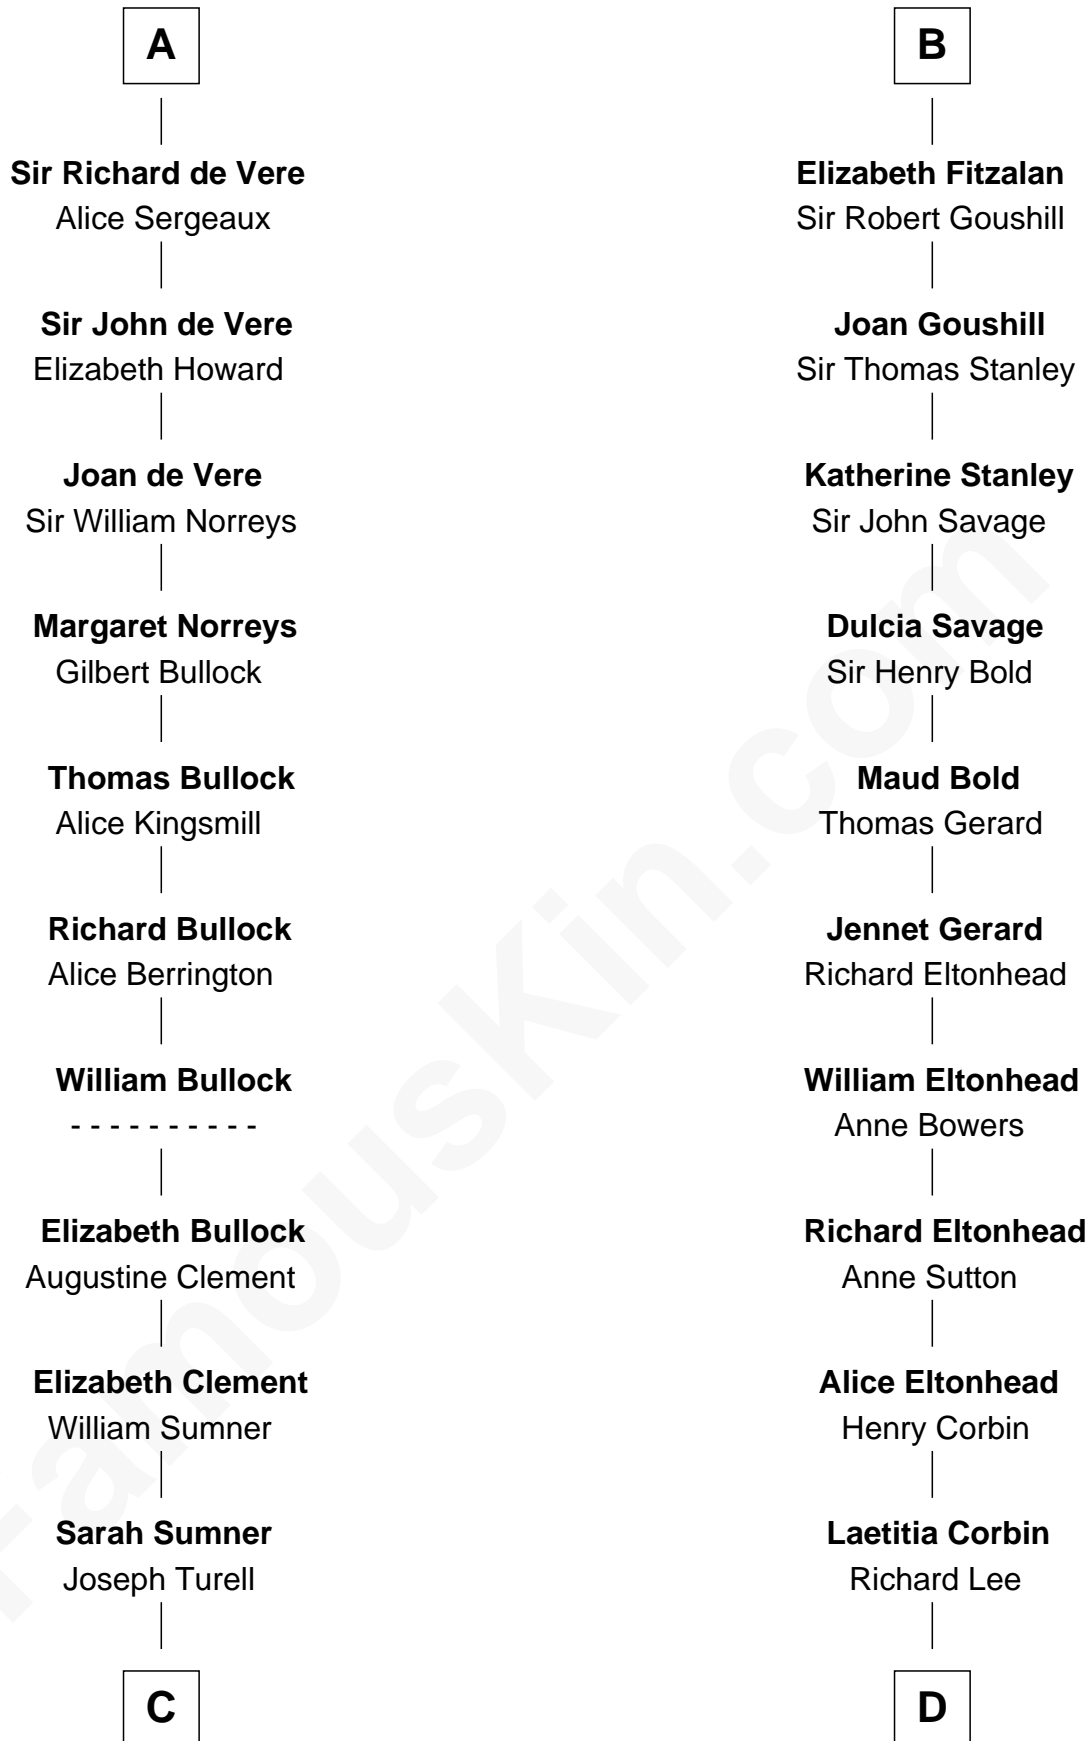 A
Sir Richard de Vere
Alice Sergeaux
Sir John de Vere
Elizabeth Howard
Joan de Vere
Sir William Norreys
Margaret Norreys
Gilbert Bullock
Thomas Bullock
Alice Kingsmill
Richard Bullock
Alice Berrington
William Bullock
- - - - - - - - - -
Elizabeth Bullock
Augustine Clement
Elizabeth Clement
William Sumner
Sarah Sumner
Joseph Turell
C
B
Elizabeth Fitzalan
Sir Robert Goushill
Joan Goushill
Sir Thomas Stanley
Katherine Stanley
Sir John Savage
Dulcia Savage
Sir Henry Bold
Maud Bold
Thomas Gerard
Jennet Gerard
Richard Eltonhead
William Eltonhead
Anne Bowers
Richard Eltonhead
Anne Sutton
Alice Eltonhead
Henry Corbin
Laetitia Corbin
Richard Lee
D
FamousKin.com